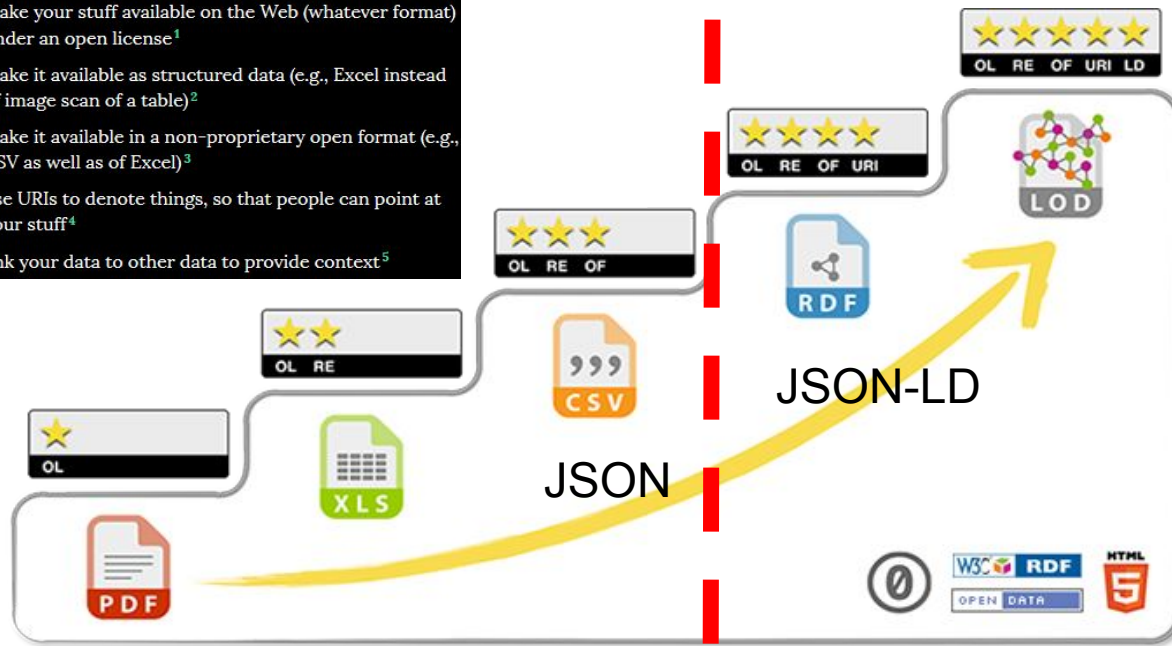 ake your stuff available on the Web (whatever format)
nder an open license¹
ake it available as structured data (e.g., Excel instead
f image scan of a table)²
ake it available in a non-proprietary open format (e.g.,
SV as well as of Excel)³
se URIs to denote things, so that people can point at
our stuff⁴
nk your data to other data to provide context⁵
OL RE OF URI LD
LOD
OL RE OF URI
RDF
OL RE OF
CSV
JSON-LD
OL RE
XLS
JSON
OL
PDF
0
W3C RDF
OPEN DATA
HTML
5